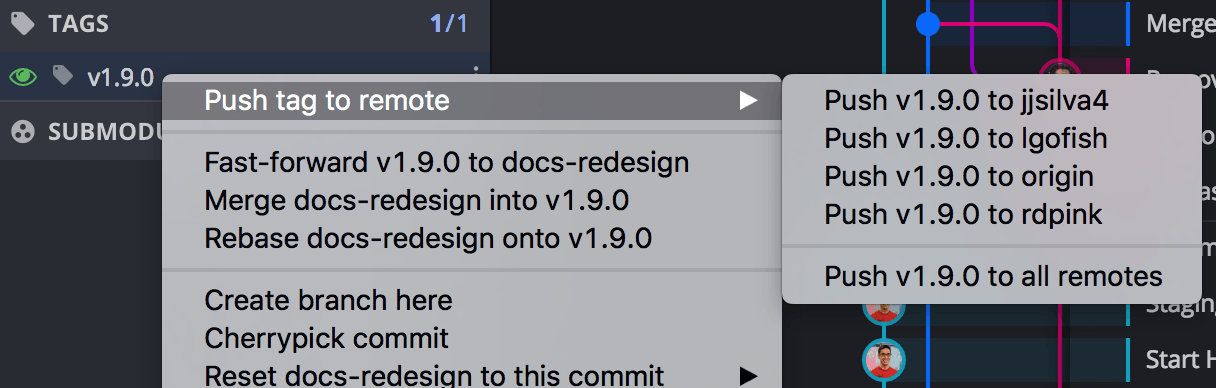 TAGS 1/1
v1.9.0
SUBMODU
Push tag to remote
Fast-forward v1.9.0 to docs-redesign
Merge docs-redesign into v1.9.0
Rebase docs-redesign onto v1.9.0
Create branch here
Cherrypick commit
Reset docs-redesign to this commit
Push v1.9.0 to jjsilva4
Push v1.9.0 to lgofish
Push v1.9.0 to origin
Push v1.9.0 to rdpink
Push v1.9.0 to all remotes
Merge
Staging
Start H